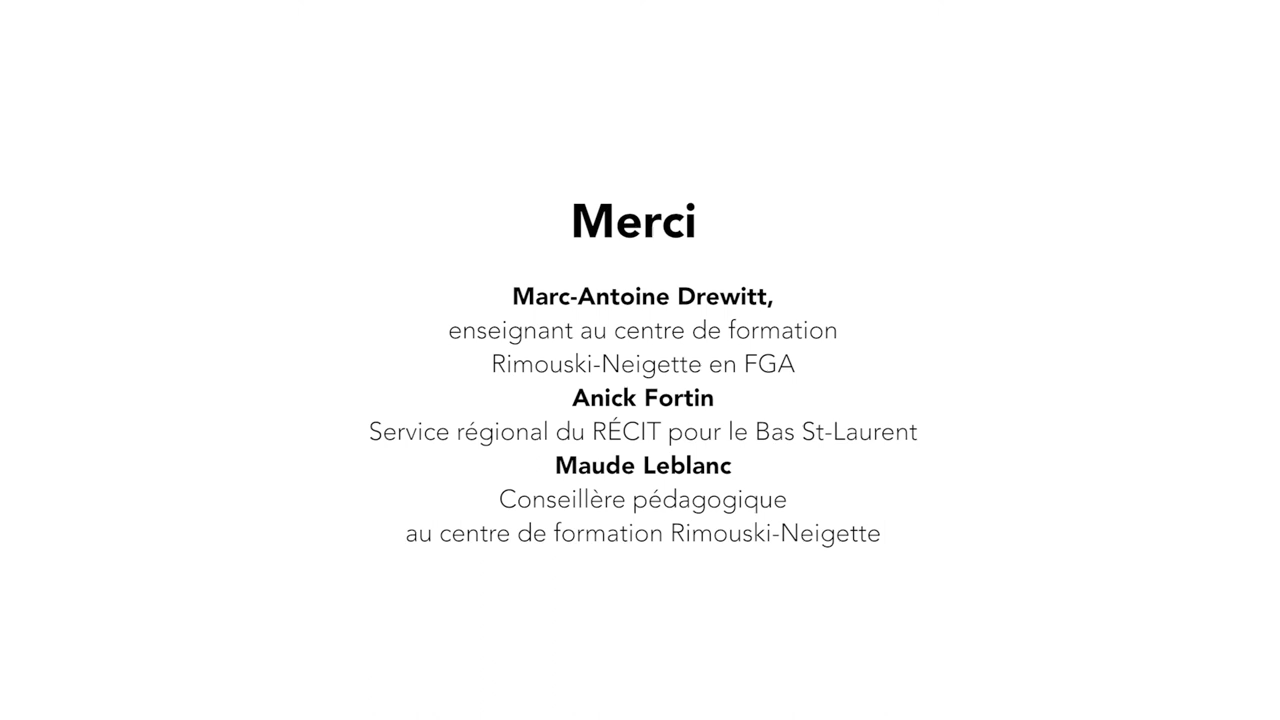 Merci
Marc-Antoine Drewitt,
enseignant au centre de formation
Rimouski-Neigette en FGA
Anick Fortin
Service régional du RÉCIT pour le Bas St-Laurent
Maude Leblanc
Conseillère pédagogique
au centre de formation Rimouski-Neigette